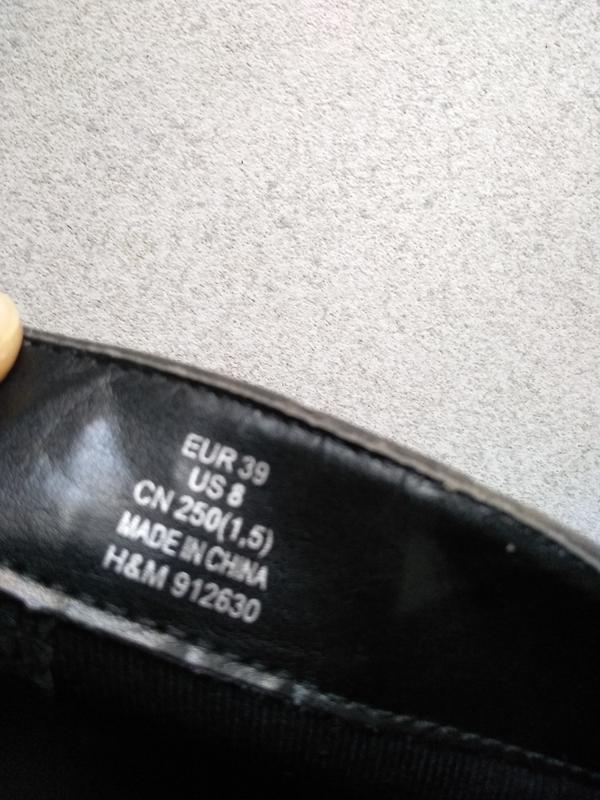 EUR 39
US 8
CN 250(1,5)
MADE IN CHINA
H&M 912630